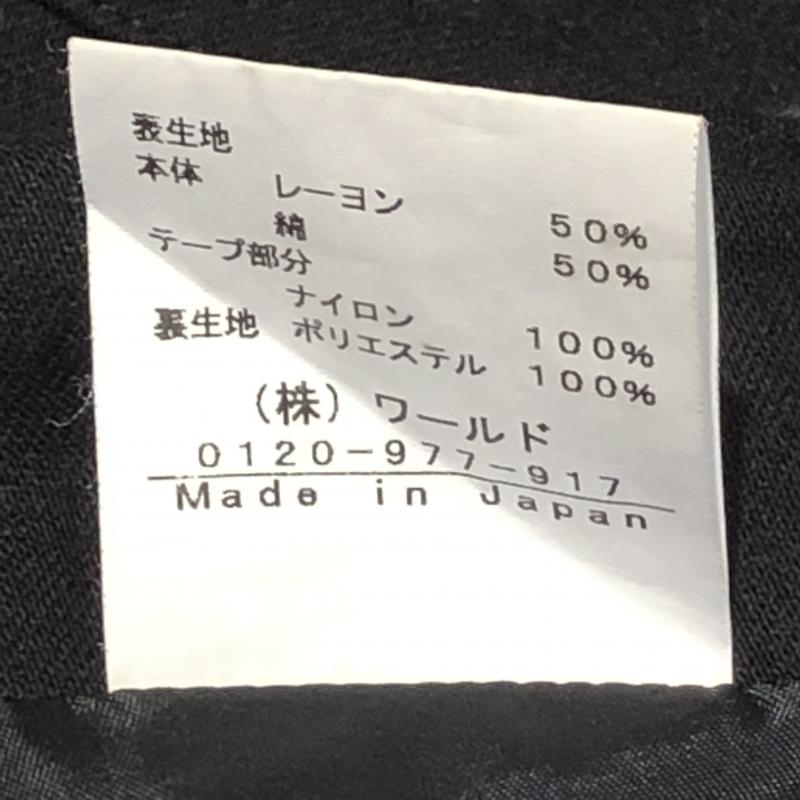 表生地
本体 レーヨン 50%
綿 50%
テープ部分
ナイロン 100%
裏生地 ポリエステル 100%
(株)ワールド
0120-977-917
Made in Japan